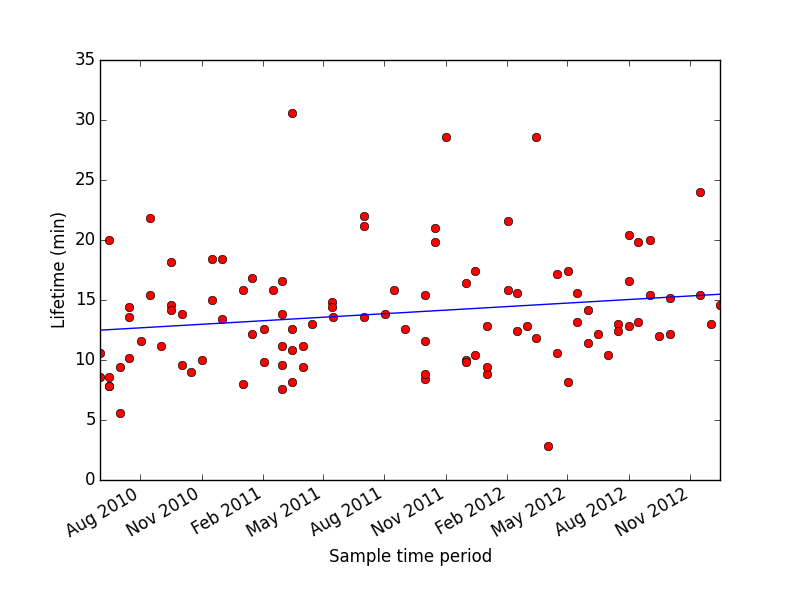 35
30
25
20
15
10
5
0
Lifetime (min)
Aug 2010
Nov 2010
Feb 2011
May 2011
Aug 2011
Nov 2011
Feb 2012
May 2012
Aug 2012
Nov 2012
Sample time period